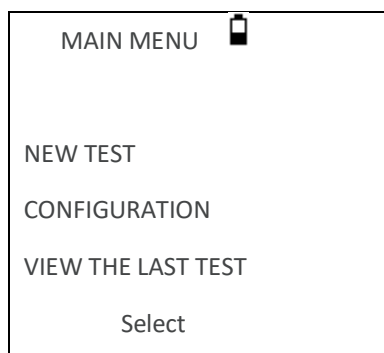 MAIN MENU
NEW TEST
CONFIGURATION
VIEW THE LAST TEST
Select